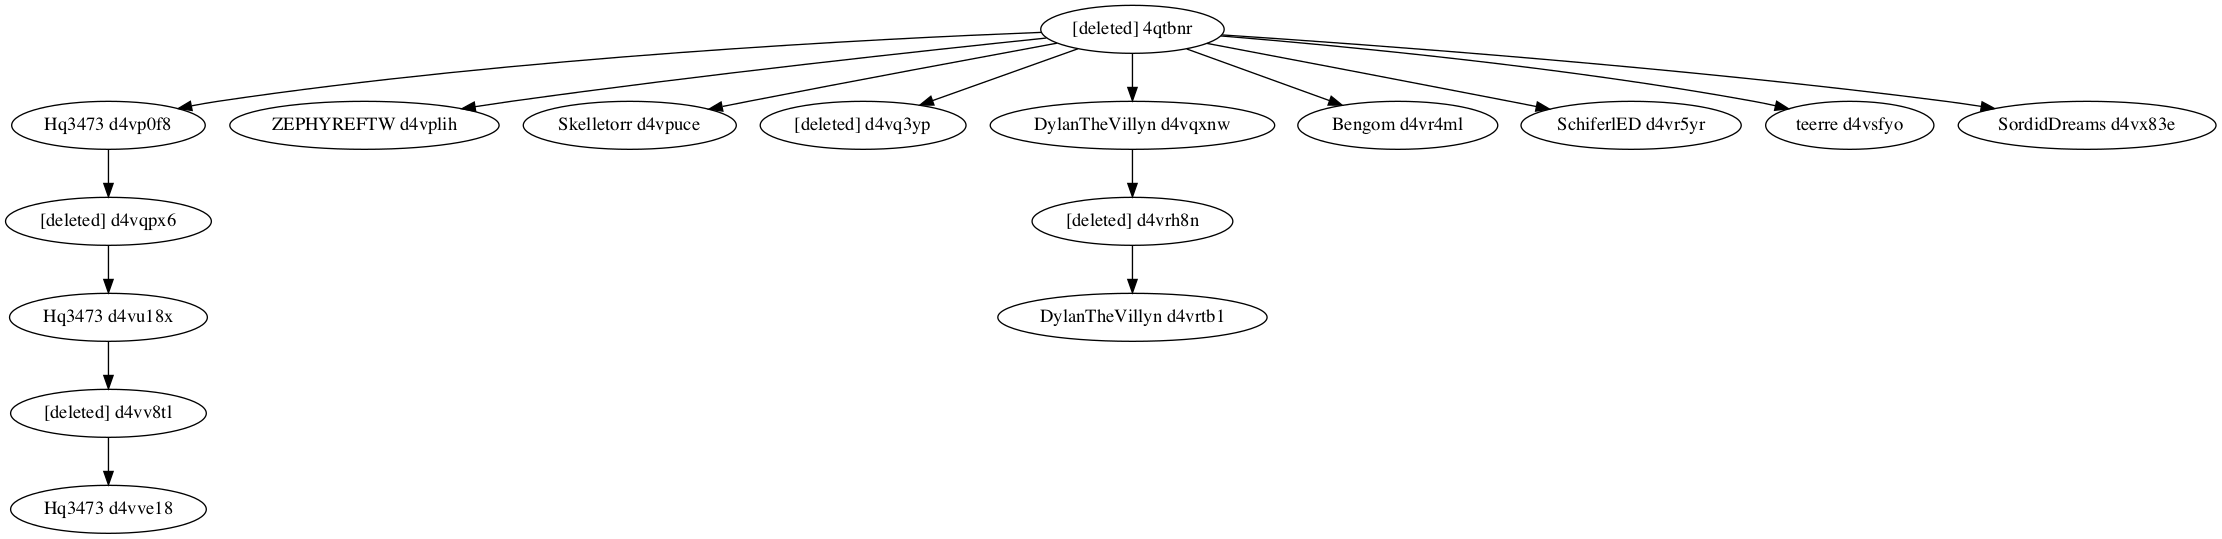 [deleted] 4qtbnr
Hq3473 d4vp0f8
ZEPHYREFTW d4vplih
Skelletorr d4vpuce
[deleted] d4vq3yp
DylanTheVillyn d4vqxnw
Bengom d4vr4ml
SchiferlED d4vr5yr
teerre d4vsfyo
SordidDreams d4vx83e
[deleted] d4vqpx6
[deleted] d4vrh8n
Hq3473 d4vu18x
DylanTheVillyn d4vrtb1
[deleted] d4vv8tl
Hq3473 d4vve18